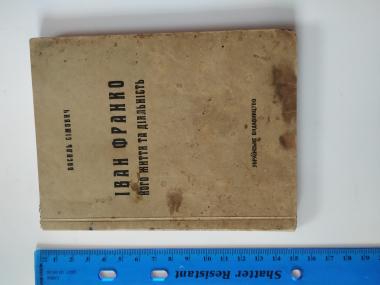 ВАСИЛЬ СІМОВИЧ
ІВАН ФРАНКО
ЙОГО ЖИТТЯ ТА ДІЯЛЬНІСТЬ
УКРАЇНСЬКЕ ВИДАВНИЦТВО
Shatter Resistant